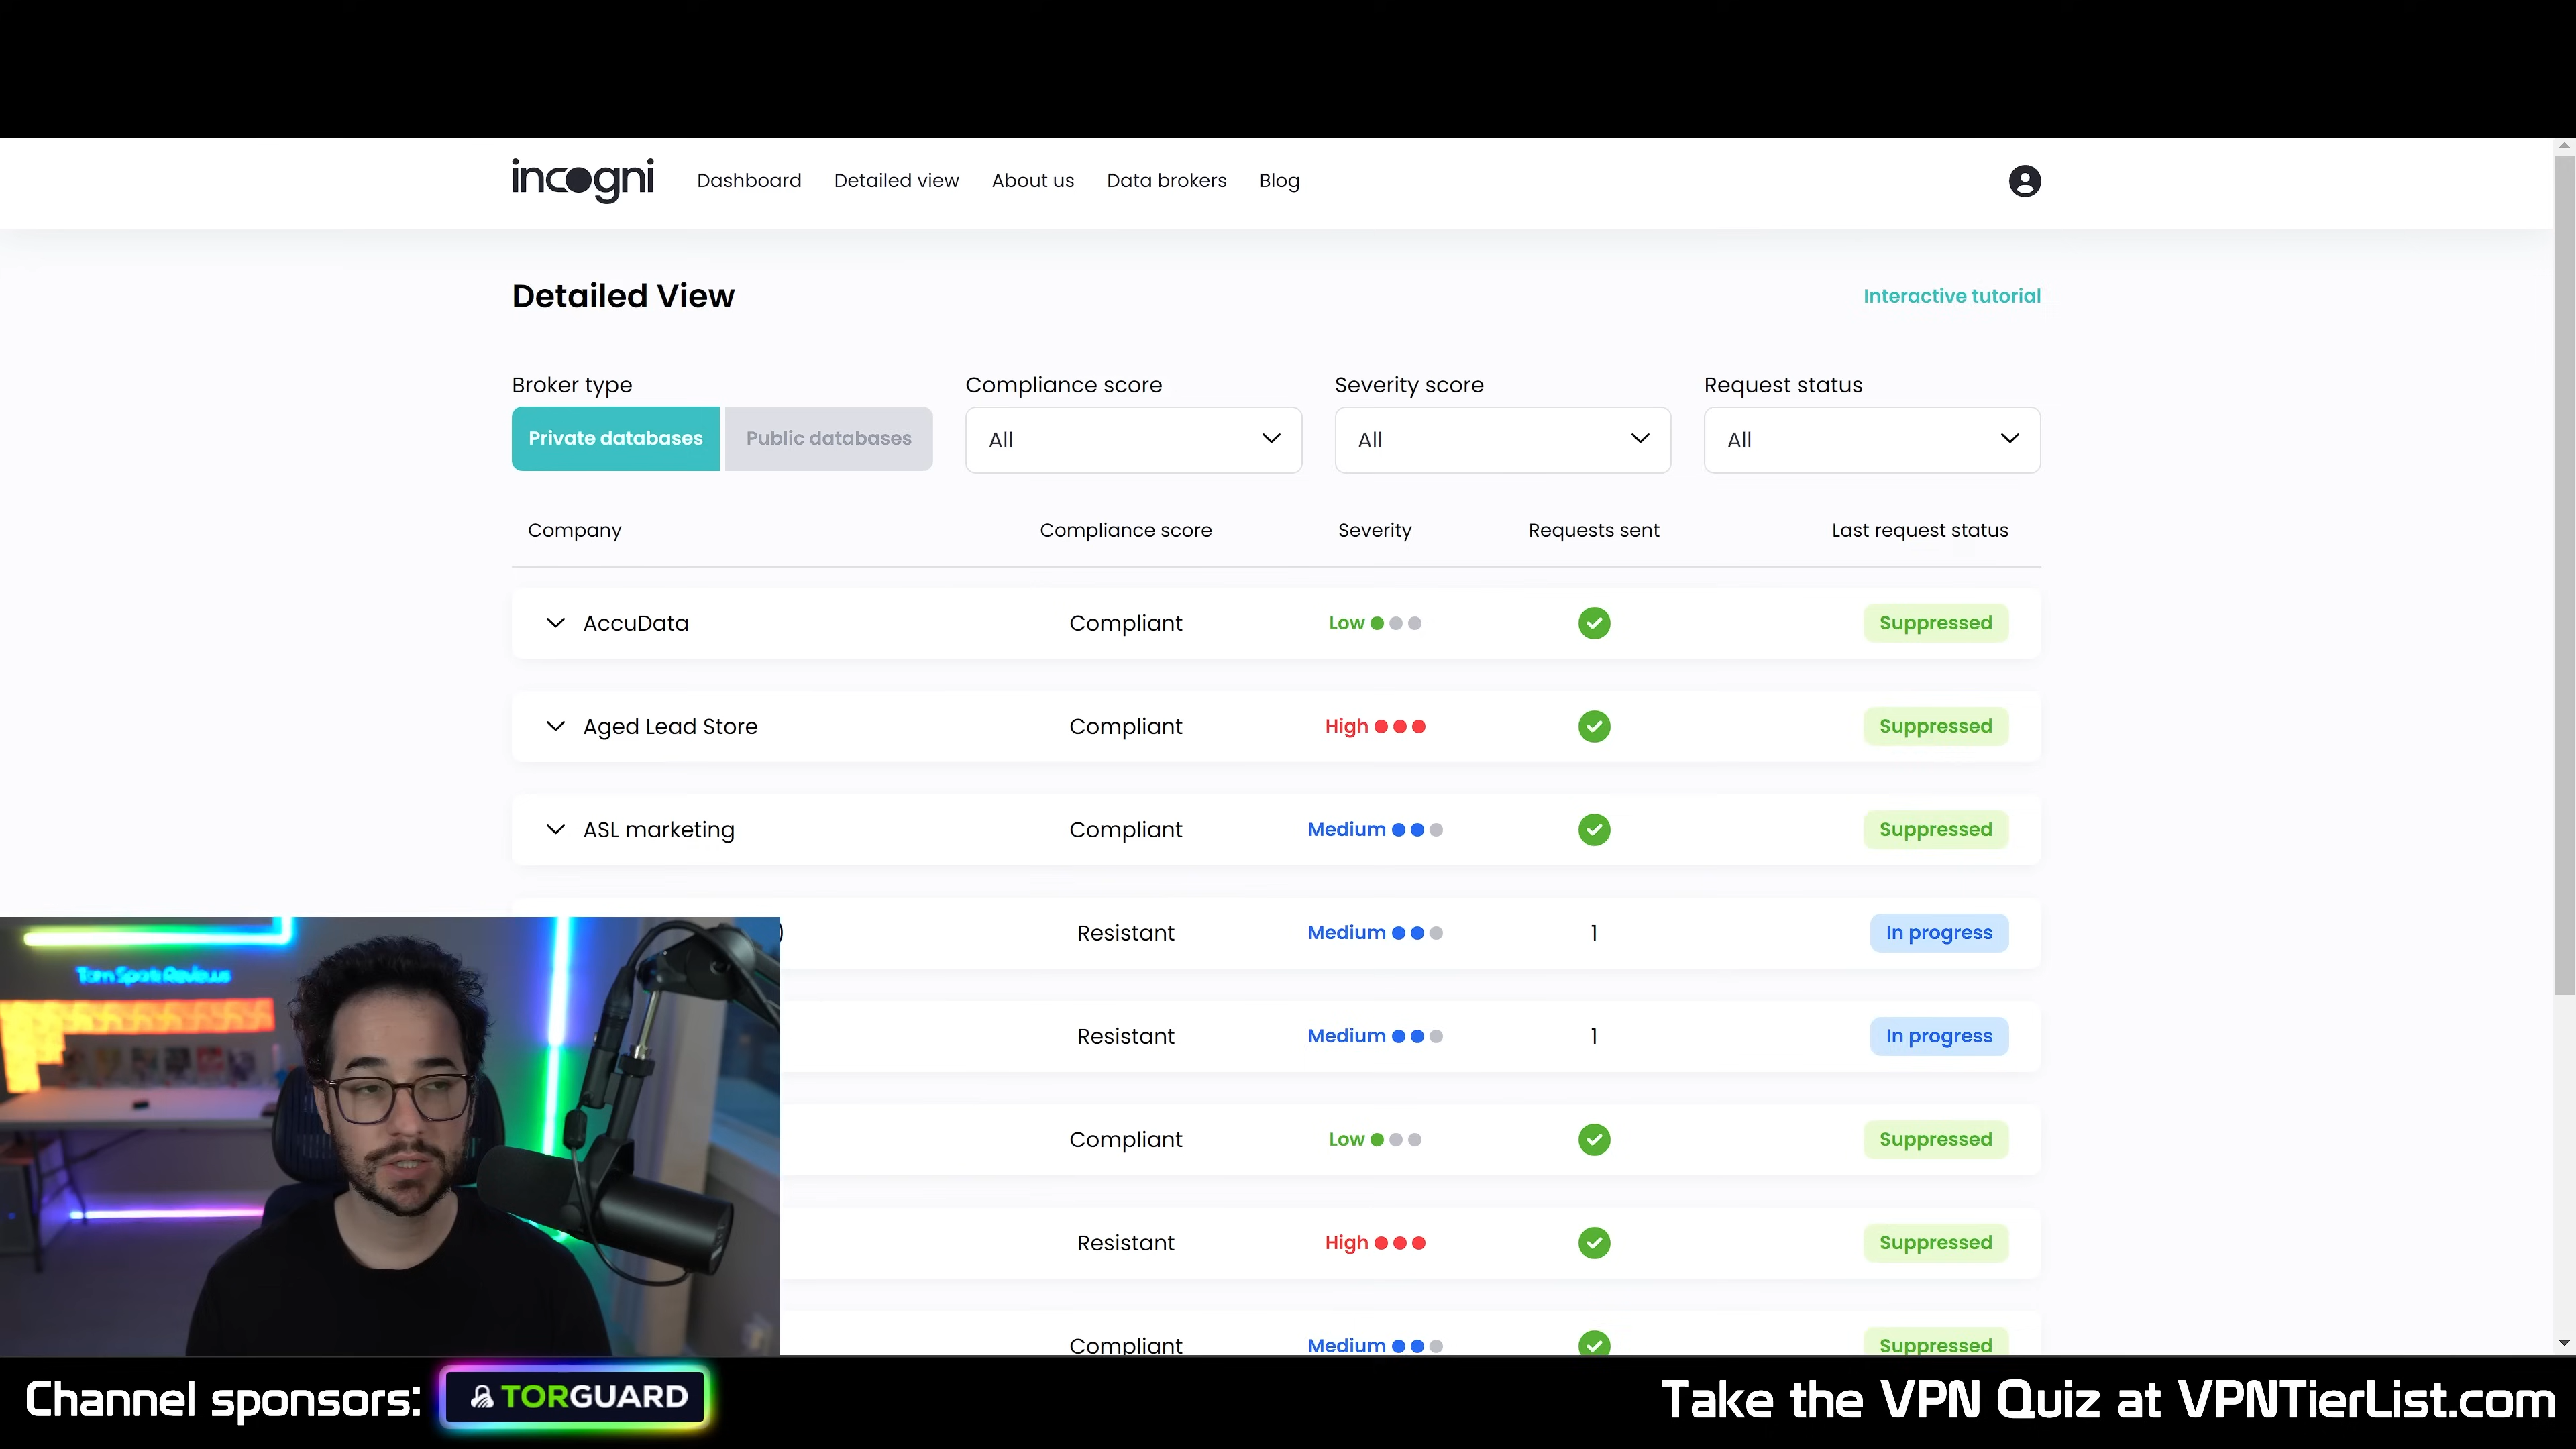 incogni Dashboard Detailed view About us Data brokers Blog
Detailed View Interactive tutorial
Broker type Compliance score Severity score Request status
Private databases Public databases All All All
Company Compliance score Severity Requests sent Last request status
AccuData Compliant Low Suppressed
Aged Lead Store Compliant High Suppressed
ASL marketing Compliant Medium Suppressed
Resistant Medium 1 In progress
Tom Spark Reviews
Resistant Medium 1 In progress
Compliant Low Suppressed
Resistant High Suppressed
Compliant Medium Suppressed
Channel sponsors: TORGUARD Take the VPN Quiz at VPNTierList.com